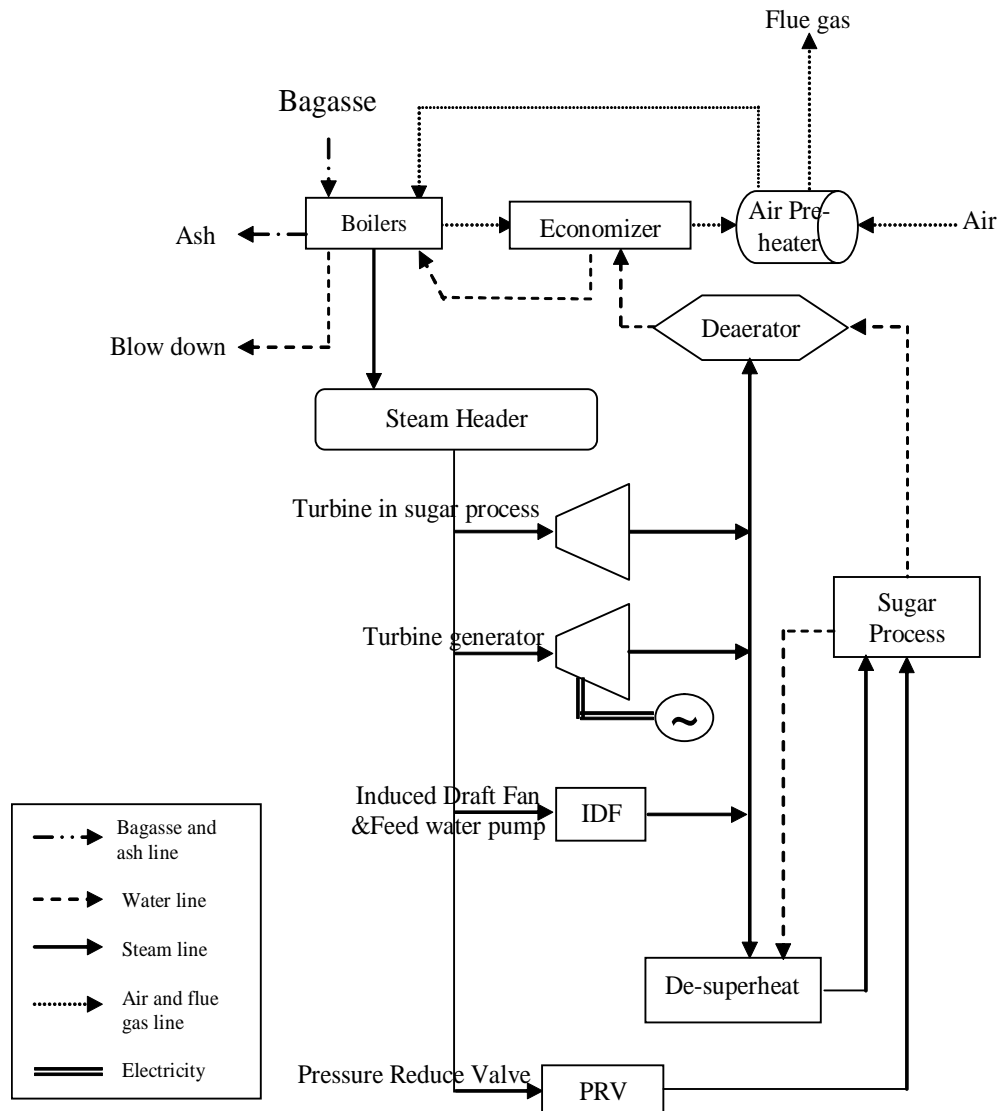 Flue gas
Bagasse
Boilers
Economizer
Air Pre-
heater
Air
Ash
Deaerator
Blow down
Steam Header
Turbine in sugar process
Sugar
Process
Turbine generator
~
Induced Draft Fan
&Feed water pump
IDF
De-superheat
Pressure Reduce Valve
PRV
Bagasse and
ash line
Water line
Steam line
Air and flue
gas line
Electricity